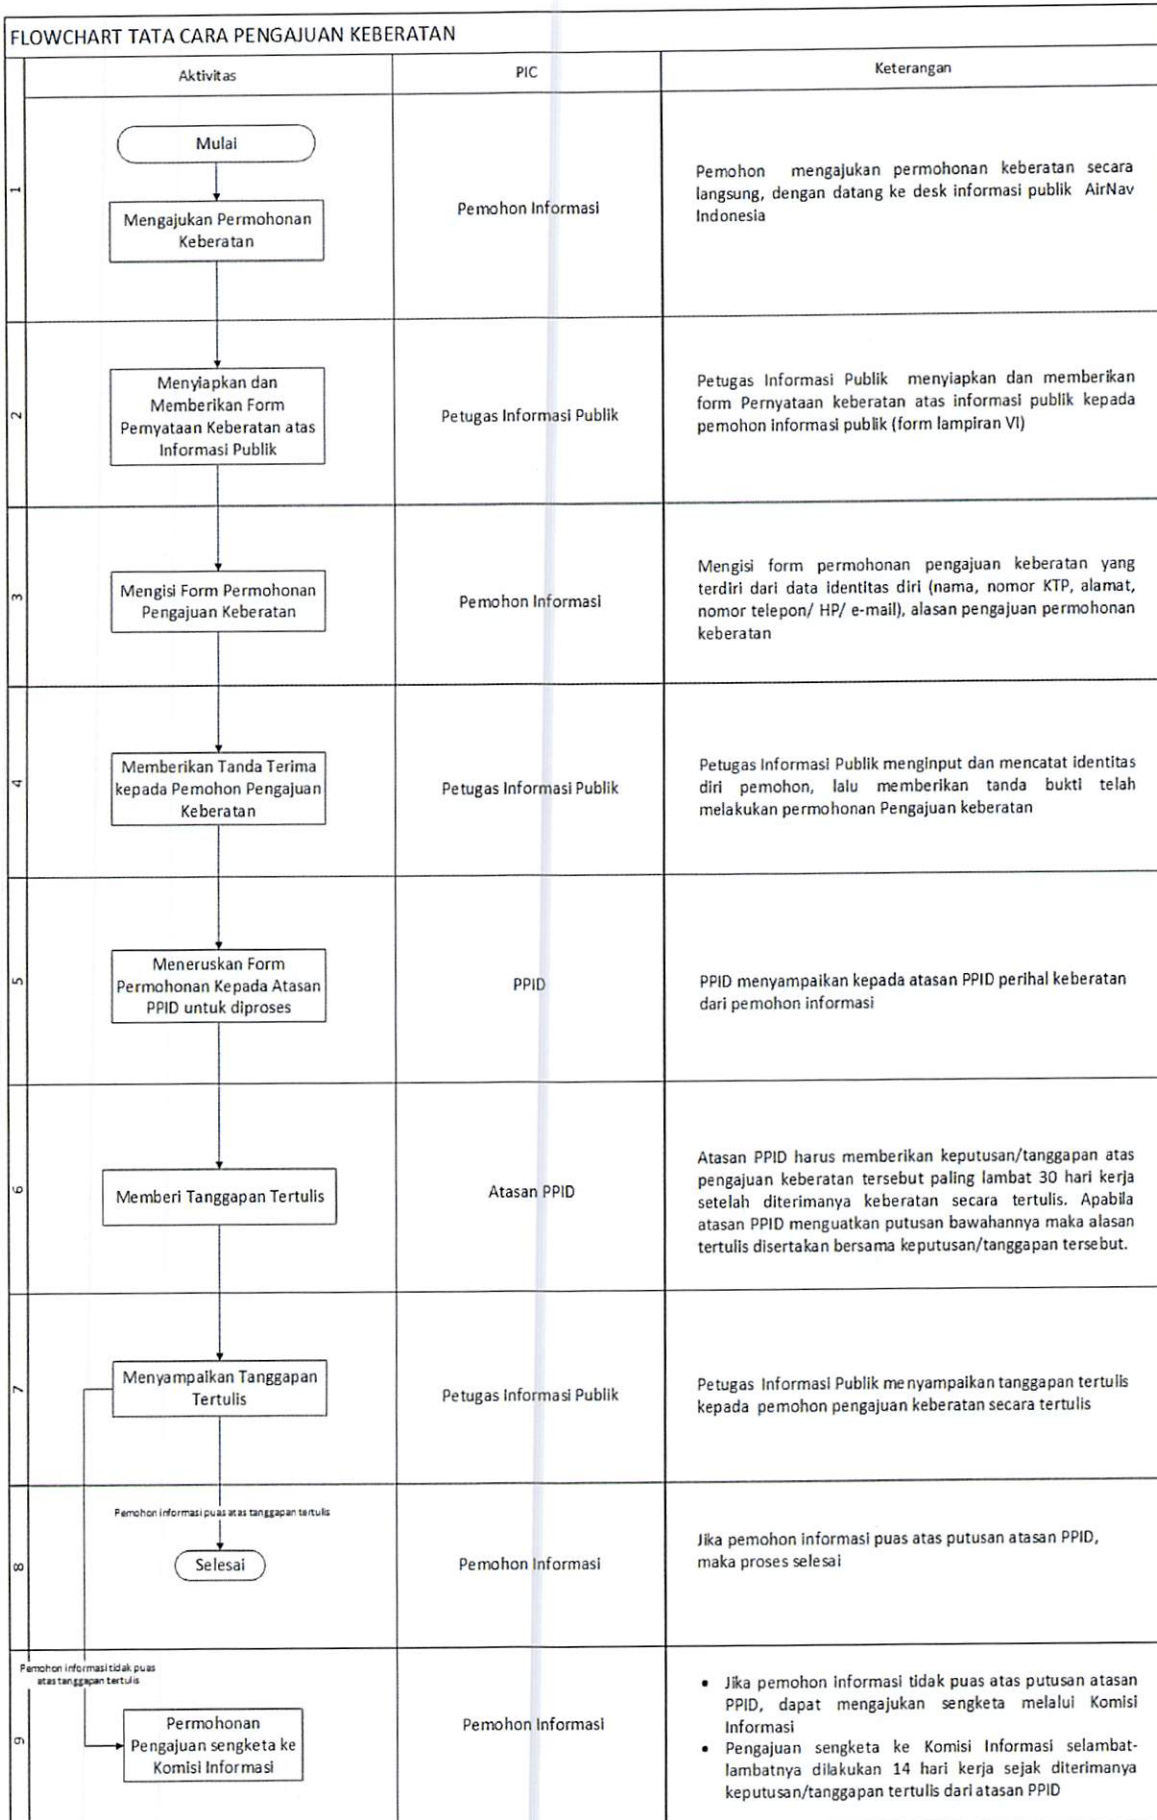 FLOWCHART TATA CARA PENGAJUAN KEBERATAN
Aktivitas
PIC
Keterangan
1
Mulai
Mengajukan Permohonan
Keberatan
Pemohon Informasi
Pemohon mengajukan permohonan keberatan secara
langsung, dengan datang ke desk informasi publik AirNav
Indonesia
2
Menyiapkan dan
Memberikan Form
Pernyataan Keberatan atas
Informasi Publik
Petugas Informasi Publik
Petugas Informasi Publik menyiapkan dan memberikan
form Pernyataan keberatan atas informasi publik kepada
pemohon informasi publik (form lampiran VI)
3
Mengisi Form Permohonan
Pengajuan Keberatan
Pemohon Informasi
Mengisi form permohonan pengajuan keberatan yang
terdiri dari data identitas diri (nama, nomor KTP, alamat,
nomor telepon/ HP/ e-mail), alasan pengajuan permohonan
keberatan
4
Memberikan Tanda Terima
kepada Pemohon Pengajuan
Keberatan
Petugas Informasi Publik
Petugas Informasi Publik menginput dan mencatat identitas
diri pemohon, lalu memberikan tanda bukti telah
melakukan permohonan Pengajuan keberatan
5
Meneruskan Form
Permohonan Kepada Atasan
PPID untuk diproses
PPID
PPID menyampaikan kepada atasan PPID perihal keberatan
dari pemohon informasi
6
Memberi Tanggapan Tertulis
Atasan PPID
Atasan PPID harus memberikan keputusan/tanggapan atas
pengajuan keberatan tersebut paling lambat 30 hari kerja
setelah diterimanya keberatan secara tertulis. Apabila
atasan PPID menguatkan putusan bawahannya maka alasan
tertulis disertakan bersama keputusan/tanggapan tersebut.
7
Menyampaikan Tanggapan
Tertulis
Petugas Informasi Publik
Petugas Informasi Publik menyampaikan tanggapan tertulis
kepada pemohon pengajuan keberatan secara tertulis
8
Pemohon informasi puas atas tanggapan tertulis
Selesai
Pemohon Informasi
Jika pemohon informasi puas atas putusan atasan PPID,
maka proses selesai
9
Pemohon informasi tidak puas
atas tanggapan tertulis
Permohonan
Pengajuan sengketa ke
Komisi Informasi
Pemohon Informasi
• Jika pemohon informasi tidak puas atas putusan atasan
PPID, dapat mengajukan sengketa melalui Komisi
Informasi
• Pengajuan sengketa ke Komisi Informasi selambat-
lambatnya dilakukan 14 hari kerja sejak diterimanya
keputusan/tanggapan tertulis dari atasan PPID